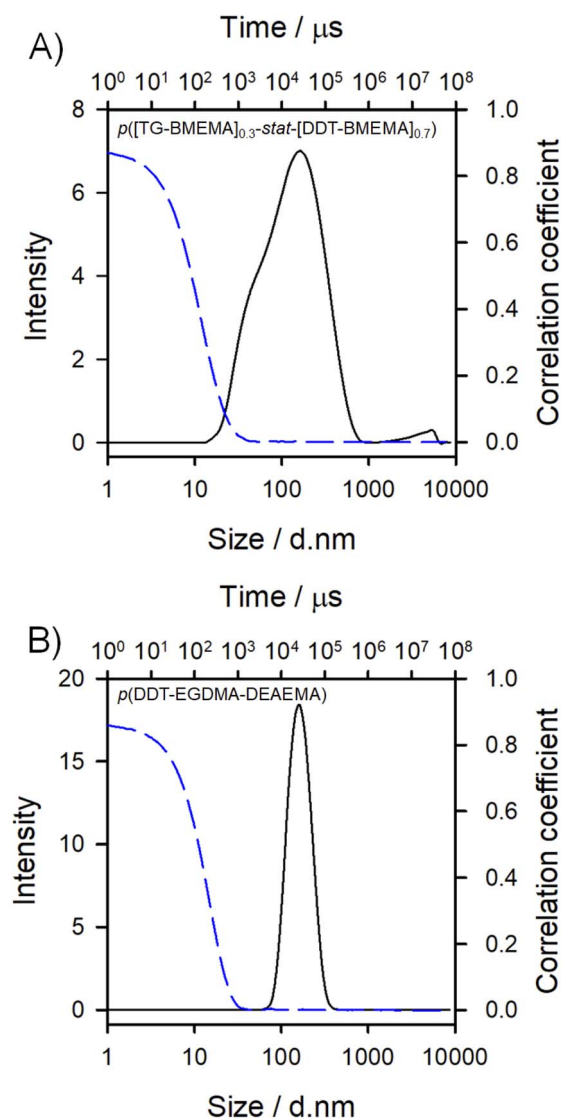 A)
Time / μs
10⁰ 10¹ 10² 10³ 10⁴ 10⁵ 10⁶ 10⁷ 10⁸
p([TG-BMEMA]₀.₃-stat-[DDT-BMEMA]₀.₇)
8
6
4
2
0
Intensity
1.0
0.8
0.6
0.4
0.2
0.0
Correlation coefficient
1 10 100 1000 10000
Size / d.nm
B)
Time / μs
10⁰ 10¹ 10² 10³ 10⁴ 10⁵ 10⁶ 10⁷ 10⁸
p(DDT-EGDMA-DEAEMA)
20
15
10
5
0
Intensity
1.0
0.8
0.6
0.4
0.2
0.0
Correlation coefficient
1 10 100 1000 10000
Size / d.nm